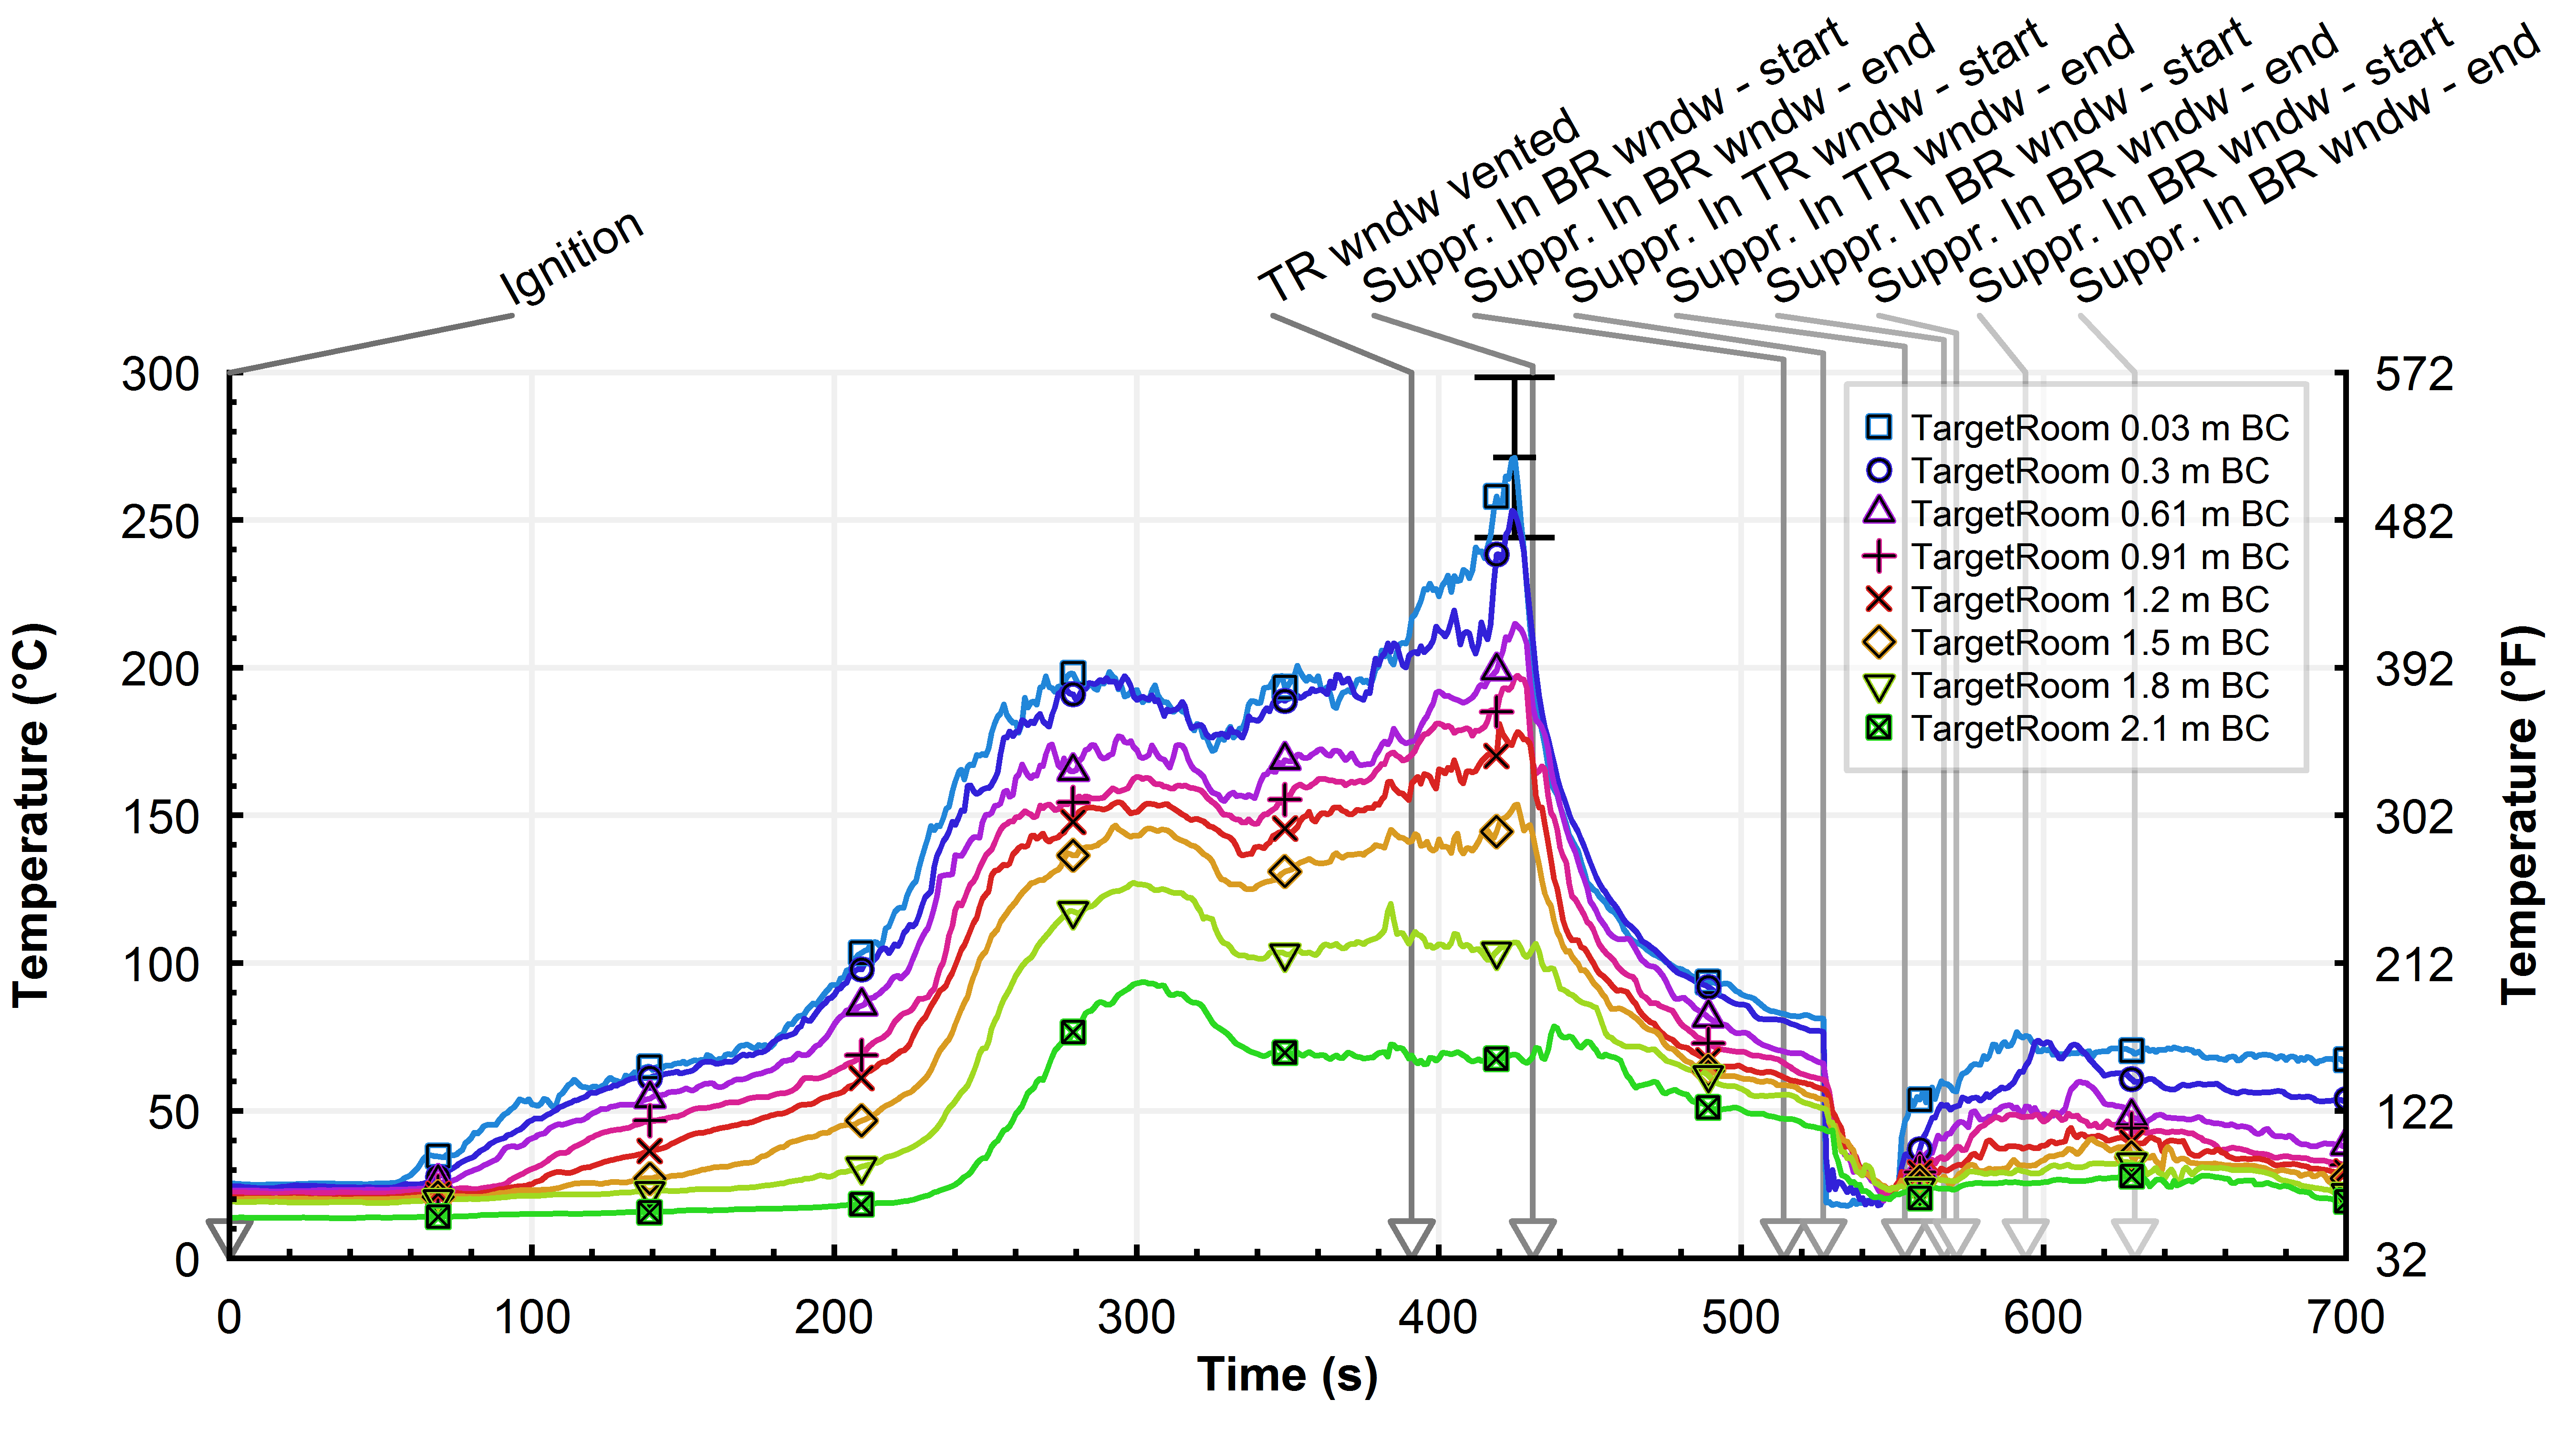 Ignition
TR wndw vented
Suppr. In BR wndw - start
Suppr. In BR wndw - end
Suppr. In TR wndw - start
Suppr. In TR wndw - end
Suppr. In BR wndw - start
Suppr. In BR wndw - end
Suppr. In BR wndw - start
Suppr. In BR wndw - end
300
250
200
150
100
50
0
Temperature (°C)
572
482
392
302
212
122
32
Temperature (°F)
TargetRoom 0.03 m BC
TargetRoom 0.3 m BC
TargetRoom 0.61 m BC
TargetRoom 0.91 m BC
TargetRoom 1.2 m BC
TargetRoom 1.5 m BC
TargetRoom 1.8 m BC
TargetRoom 2.1 m BC
0 100 200 300 400 500 600 700
Time (s)